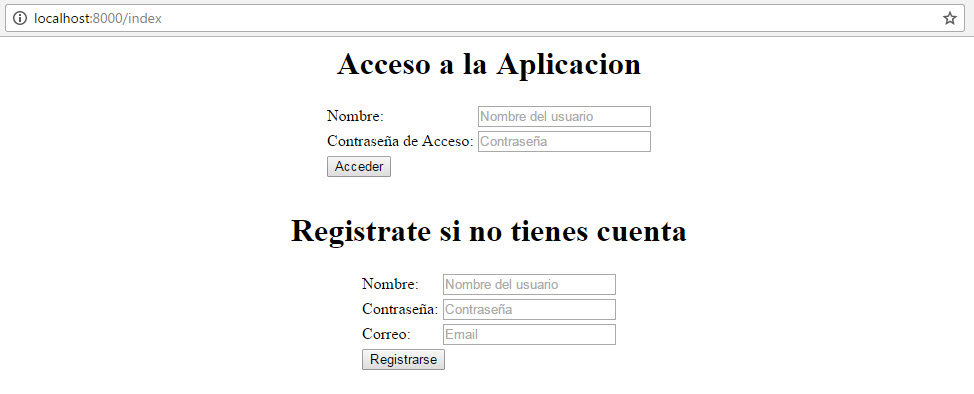 localhost:8000/index
Acceso a la Aplicacion
Nombre: Nombre del usuario
Contraseña de Acceso: Contraseña
Acceder
Registrate si no tienes cuenta
Nombre: Nombre del usuario
Contraseña: Contraseña
Correo: Email
Registrarse